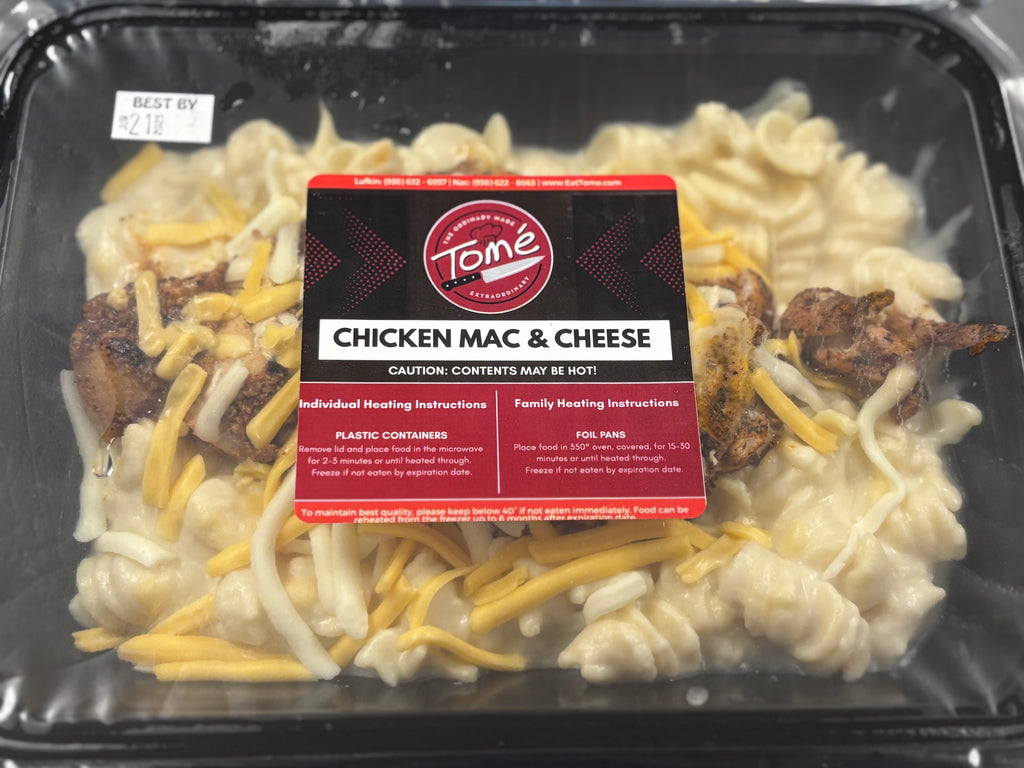 BEST BY
21
Lufkin: (936) 632 - 6937 | Nac: (936) 622 - 8663 | www.EatTome.com
THE ORDINARY MADE
Tomé
EXTRAORDINARY
CHICKEN MAC & CHEESE
CAUTION: CONTENTS MAY BE HOT!
Individual Heating Instructions
PLASTIC CONTAINERS
Remove lid and place food in the microwave
for 2-3 minutes or until heated through.
Freeze if not eaten by expiration date.
Family Heating Instructions
FOIL PANS
Place food in 350° oven, covered, for 15-30
minutes or until heated through.
Freeze if not eaten by expiration date.
To maintain best quality, please keep below 40° if not eaten immediately. Food can be
reheated from the freezer up to 6 months after expiration date.